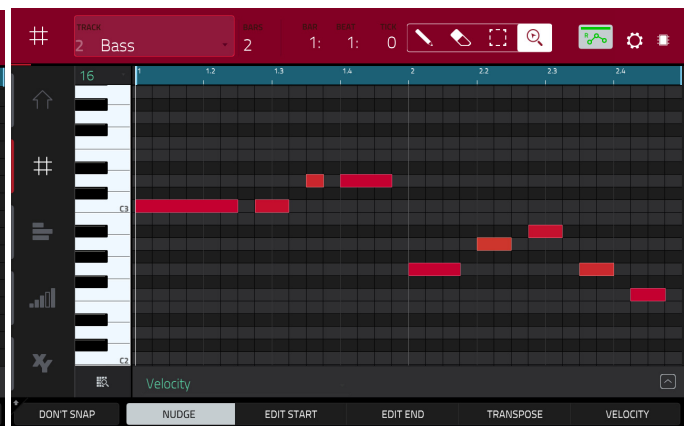 TRACK
2 Bass
BARS
2
BAR BEAT TICK
1: 1: 0
16
1 1.2 1.3 1.4 2 2.2 2.3 2.4
C3
C2
Velocity
DON'T SNAP NUDGE EDIT START EDIT END TRANSPOSE VELOCITY
XY